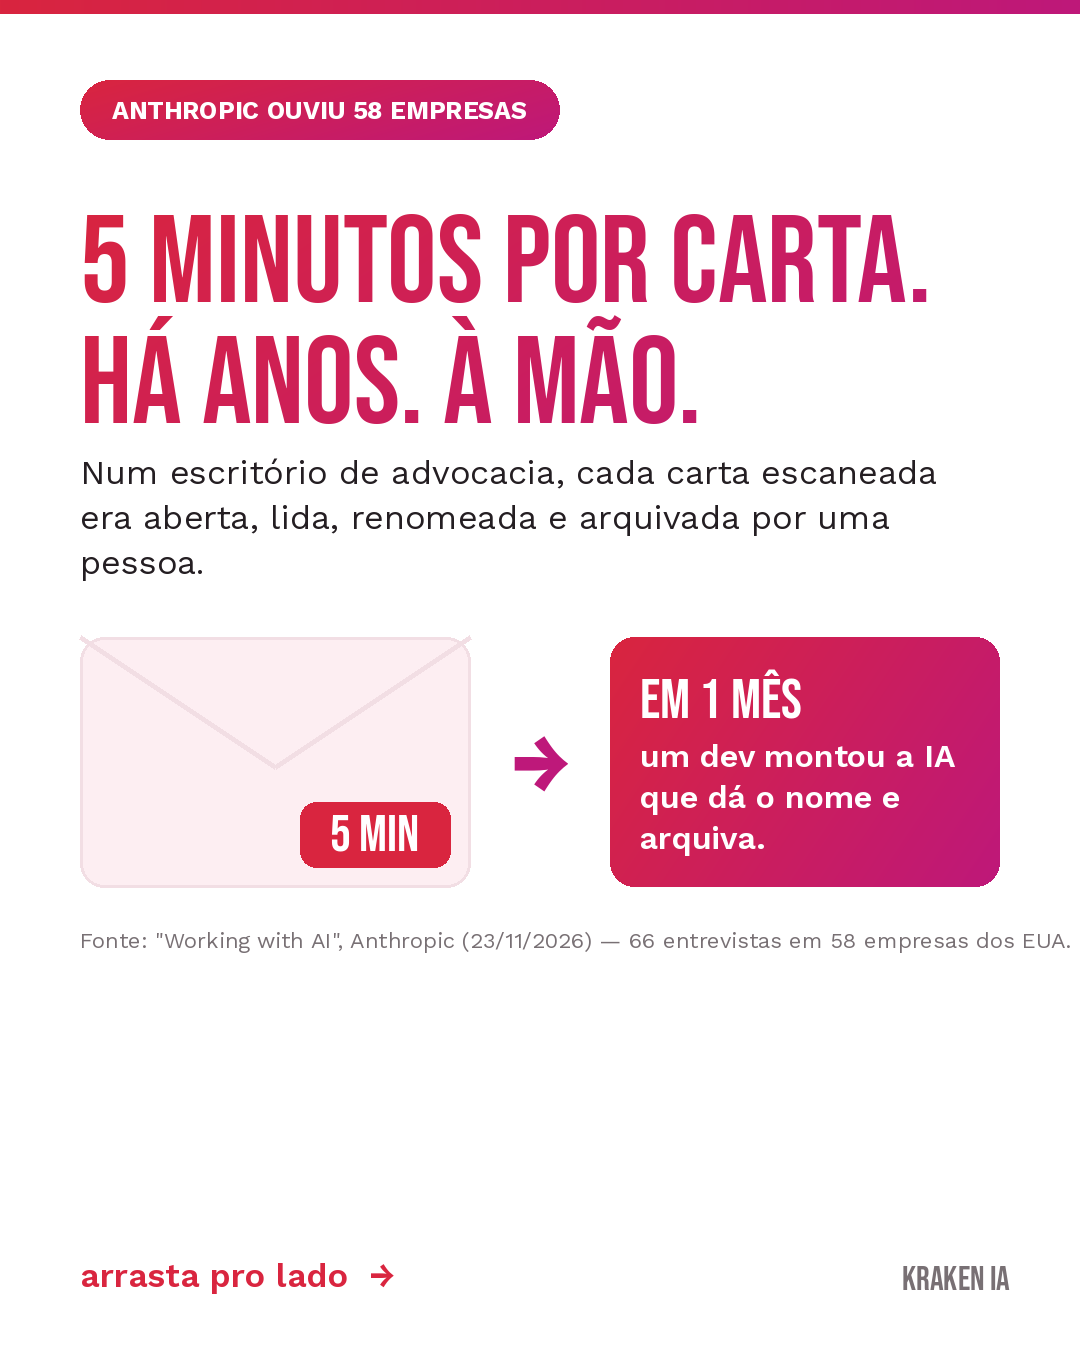 ANTHROPIC OUVIU 58 EMPRESAS
5 MINUTOS POR CARTA.
HÁ ANOS. À MÃO.
Num escritório de advocacia, cada carta escaneada
era aberta, lida, renomeada e arquivada por uma
pessoa.
5 MIN
→
EM 1 MÊS
um dev montou a IA
que dá o nome e
arquiva.
Fonte: "Working with AI", Anthropic (23/11/2026) — 66 entrevistas em 58 empresas dos EUA.
arrasta pro lado →
KRAKEN IA